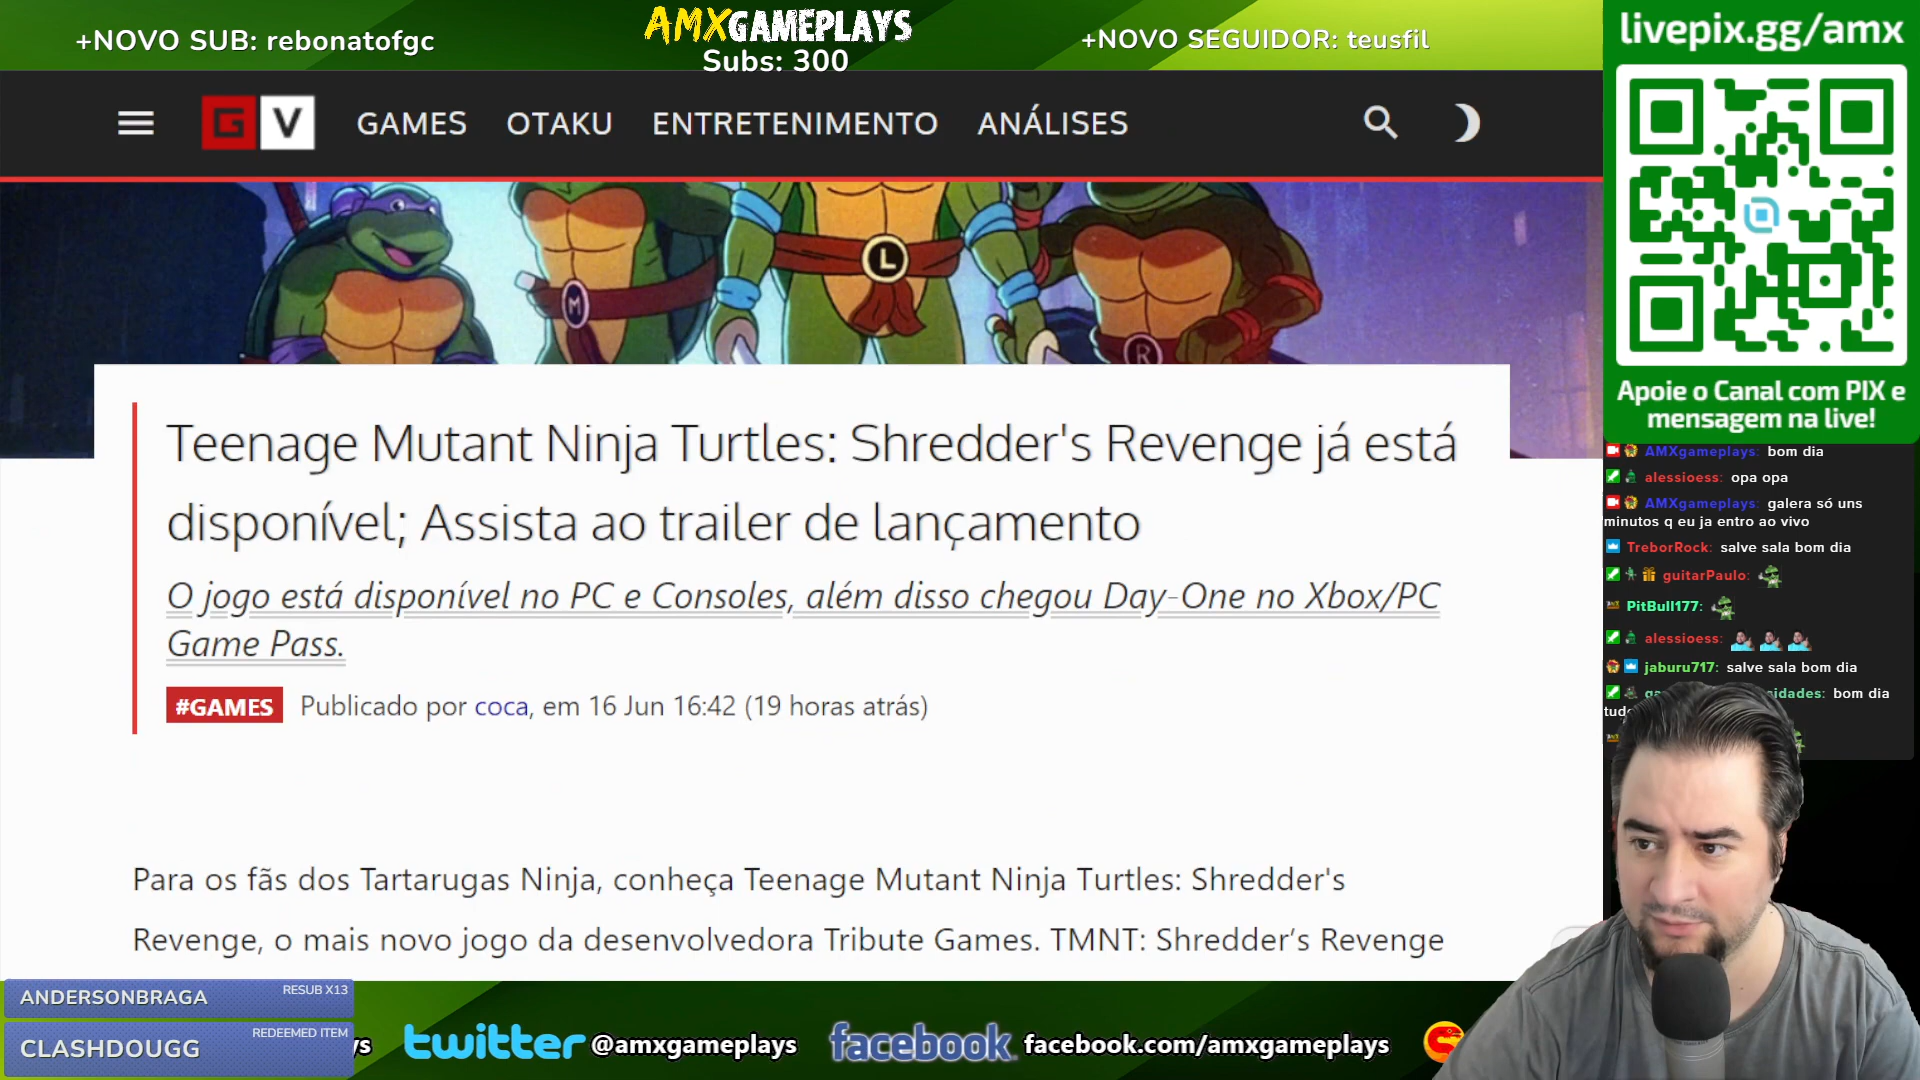 +NOVO SUB: rebonatofgc
AMXGAMEPLAYS
Subs: 300
+NOVO SEGUIDOR: teusfil
livepix.gg/amx
GV GAMES OTAKU ENTRETENIMENTO ANÁLISES
M
L
R
Teenage Mutant Ninja Turtles: Shredder's Revenge já está
disponível; Assista ao trailer de lançamento
O jogo está disponível no PC e Consoles, além disso chegou Day-One no Xbox/PC
Game Pass.
#GAMES Publicado por coca, em 16 Jun 16:42 (19 horas atrás)
Para os fãs dos Tartarugas Ninja, conheça Teenage Mutant Ninja Turtles: Shredder's
Revenge, o mais novo jogo da desenvolvedora Tribute Games. TMNT: Shredder’s Revenge
Apoie o Canal com PIX e
mensagem na live!
AMXgameplays: bom dia
alessioess: opa opa
AMXgameplays: galera só uns
minutos q eu ja entro ao vivo
TreborRock: salve sala bom dia
guitarPaulo:
PitBull177:
alessioess:
jaburu717: salve sala bom dia
bom dia
ANDERSONBRAGA RESUB X13
CLASHDOUGG REDEEMED ITEM
twitter @amxgameplays facebook facebook.com/amxgameplays